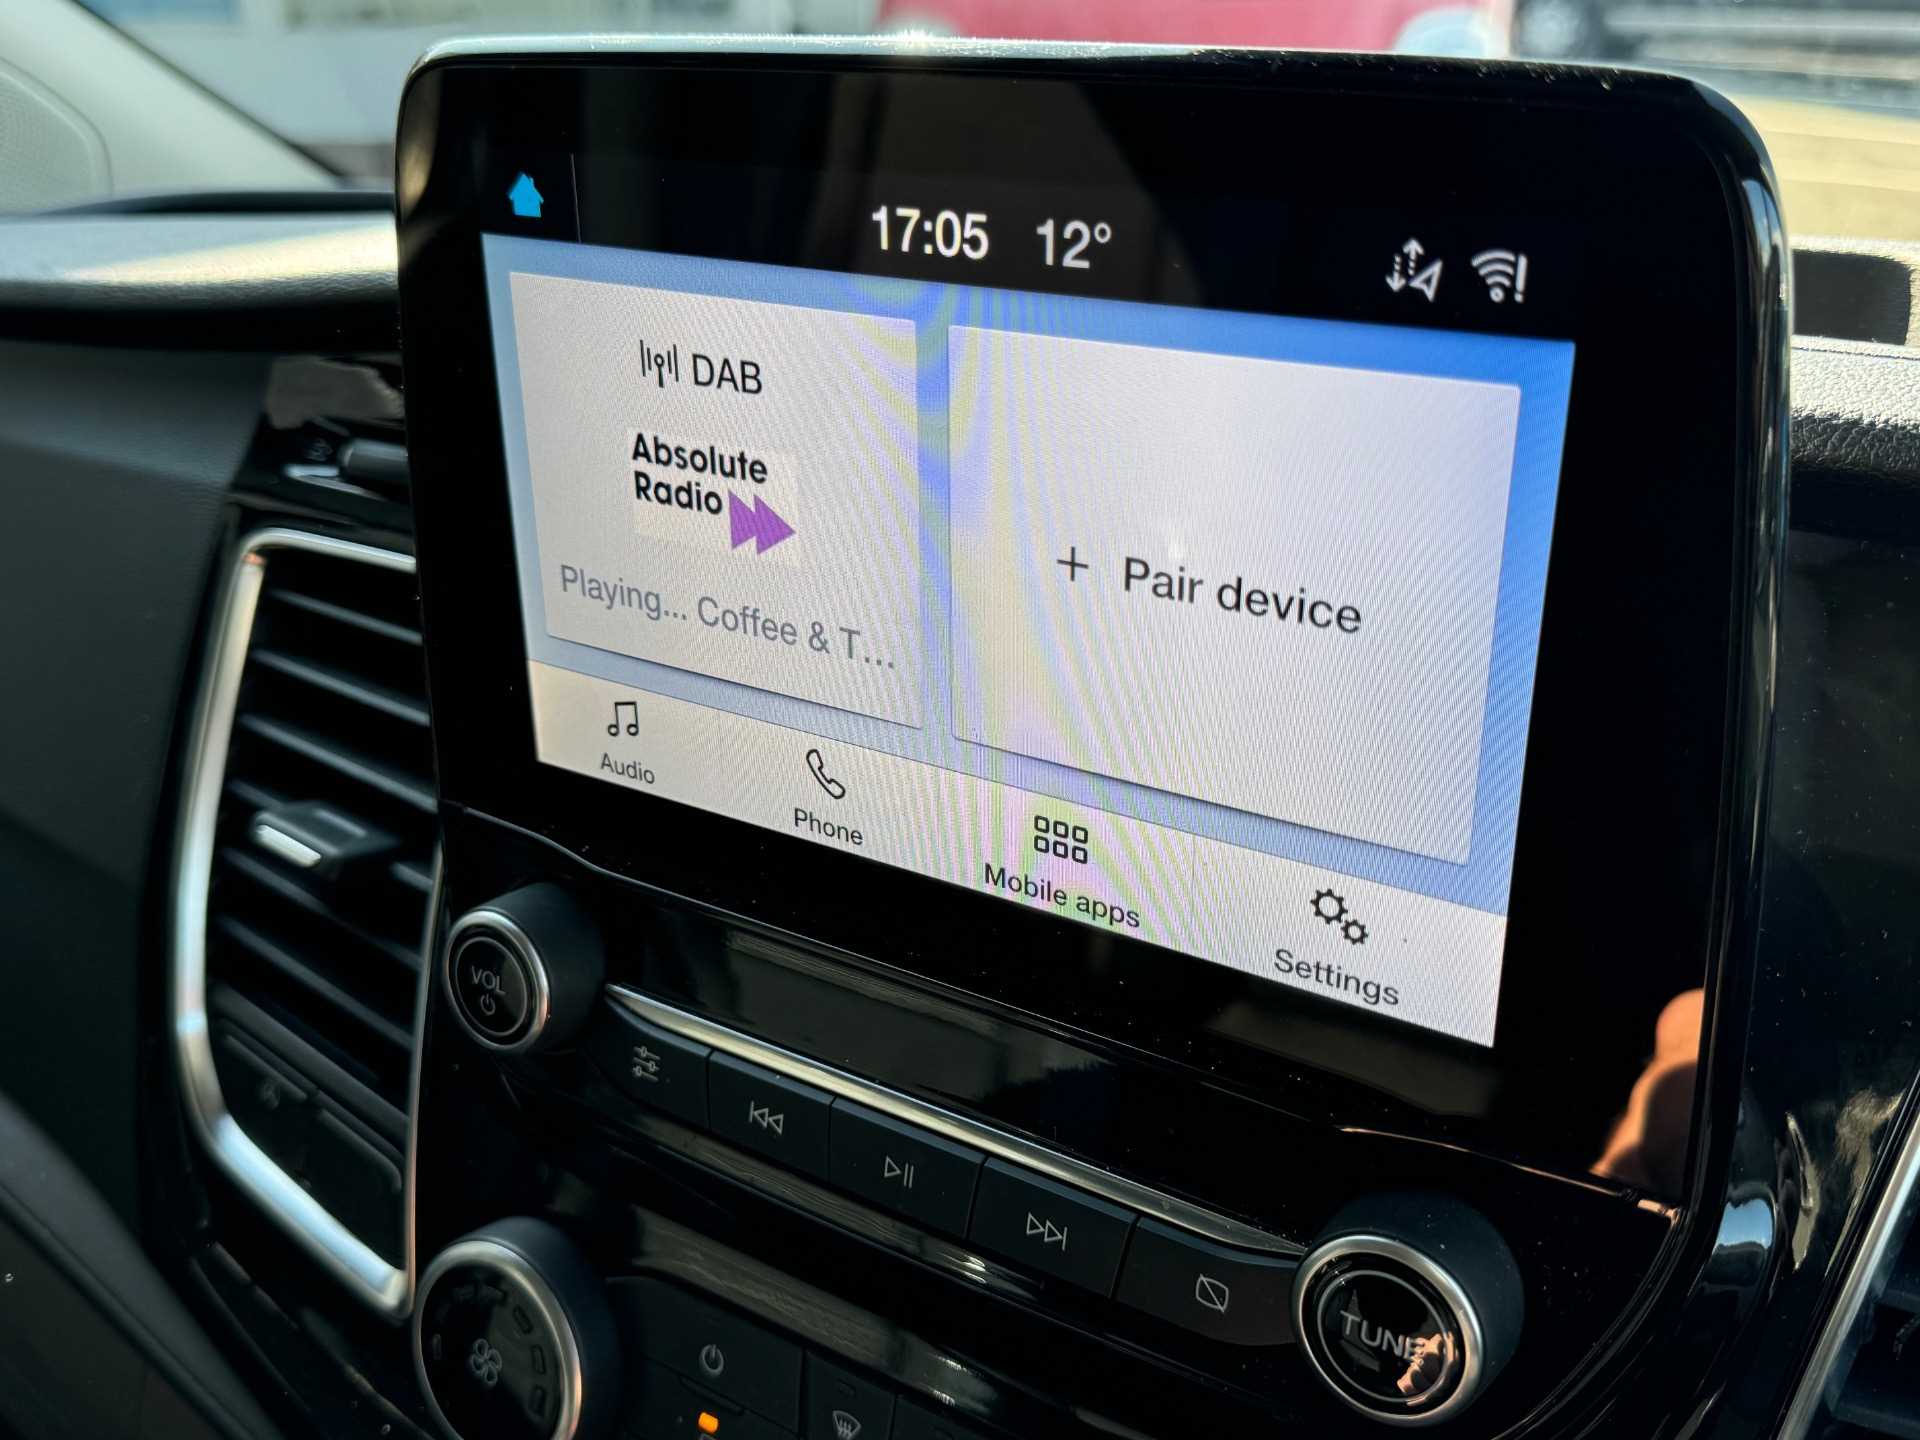 17:05 12°
DAB
Absolute
Radio
Playing... Coffee & T...
+ Pair device
Audio
Phone
Mobile apps
Settings
VOL
TUNE